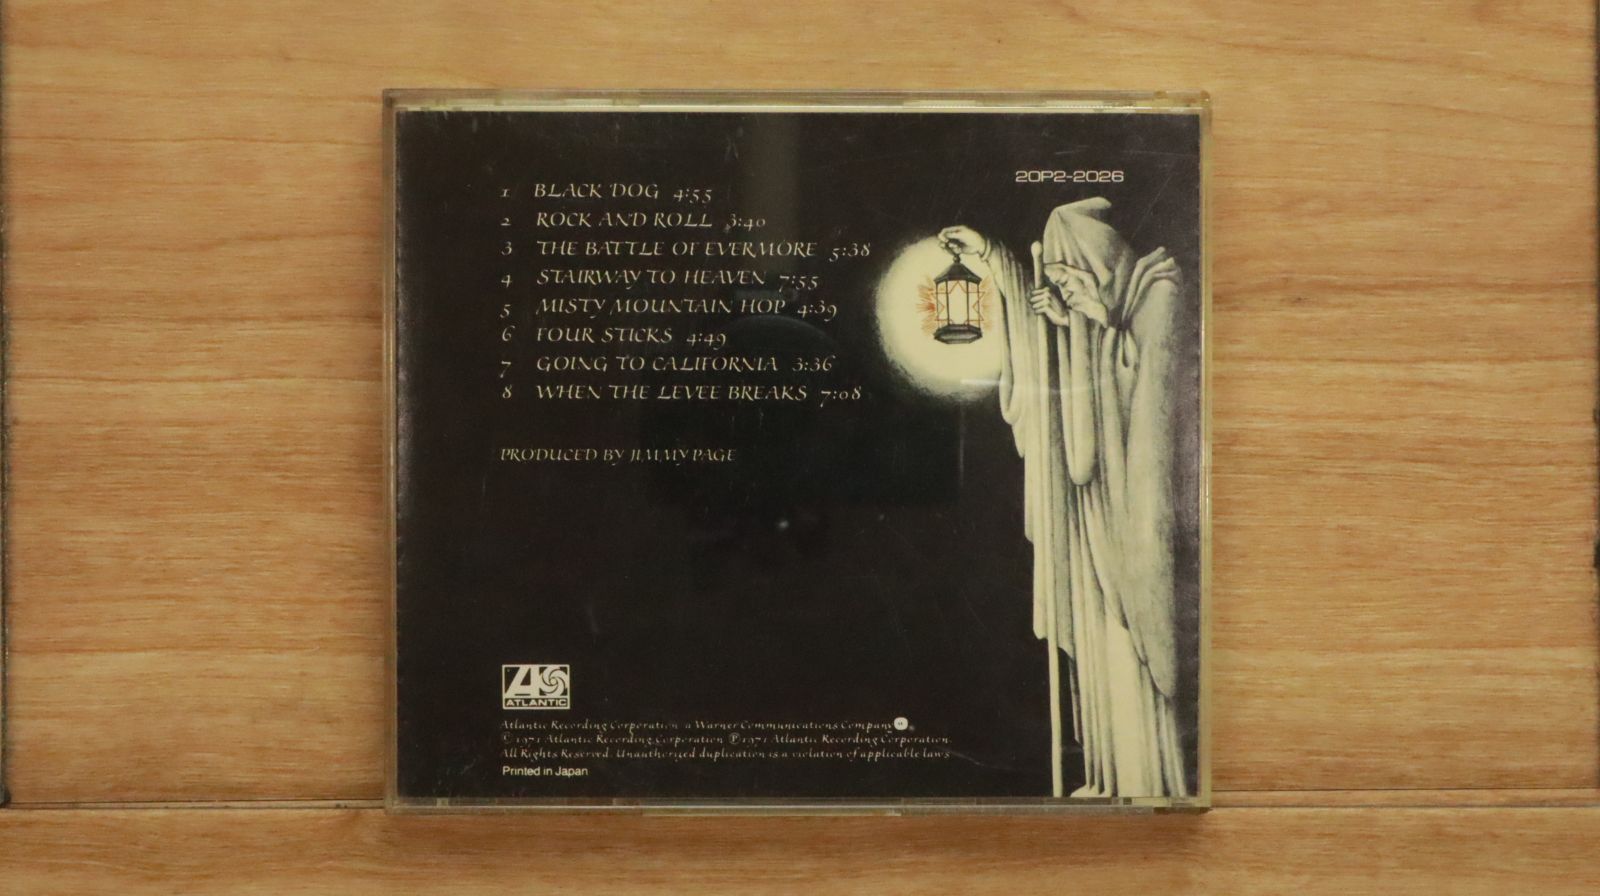 20P2-2026
1 BLACK DOG 4:55
2 ROCK AND ROLL 3:40
3 THE BATTLE OF EVERMORE 5:38
4 STAIRWAY TO HEAVEN 7:55
5 MISTY MOUNTAIN HOP 4:39
6 FOUR STICKS 4:49
7 GOING TO CALIFORNIA 3:36
8 WHEN THE LEVEE BREAKS 7:08
PRODUCED BY JIMMY PAGE
ATLANTIC
Atlantic Recording Corporation a Warner Communications Company ®
© 1971 Atlantic Recording Corporation ℗ 1971 Atlantic Recording Corporation.
All Rights Reserved. Unauthorized duplication is a violation of applicable laws
Printed in Japan